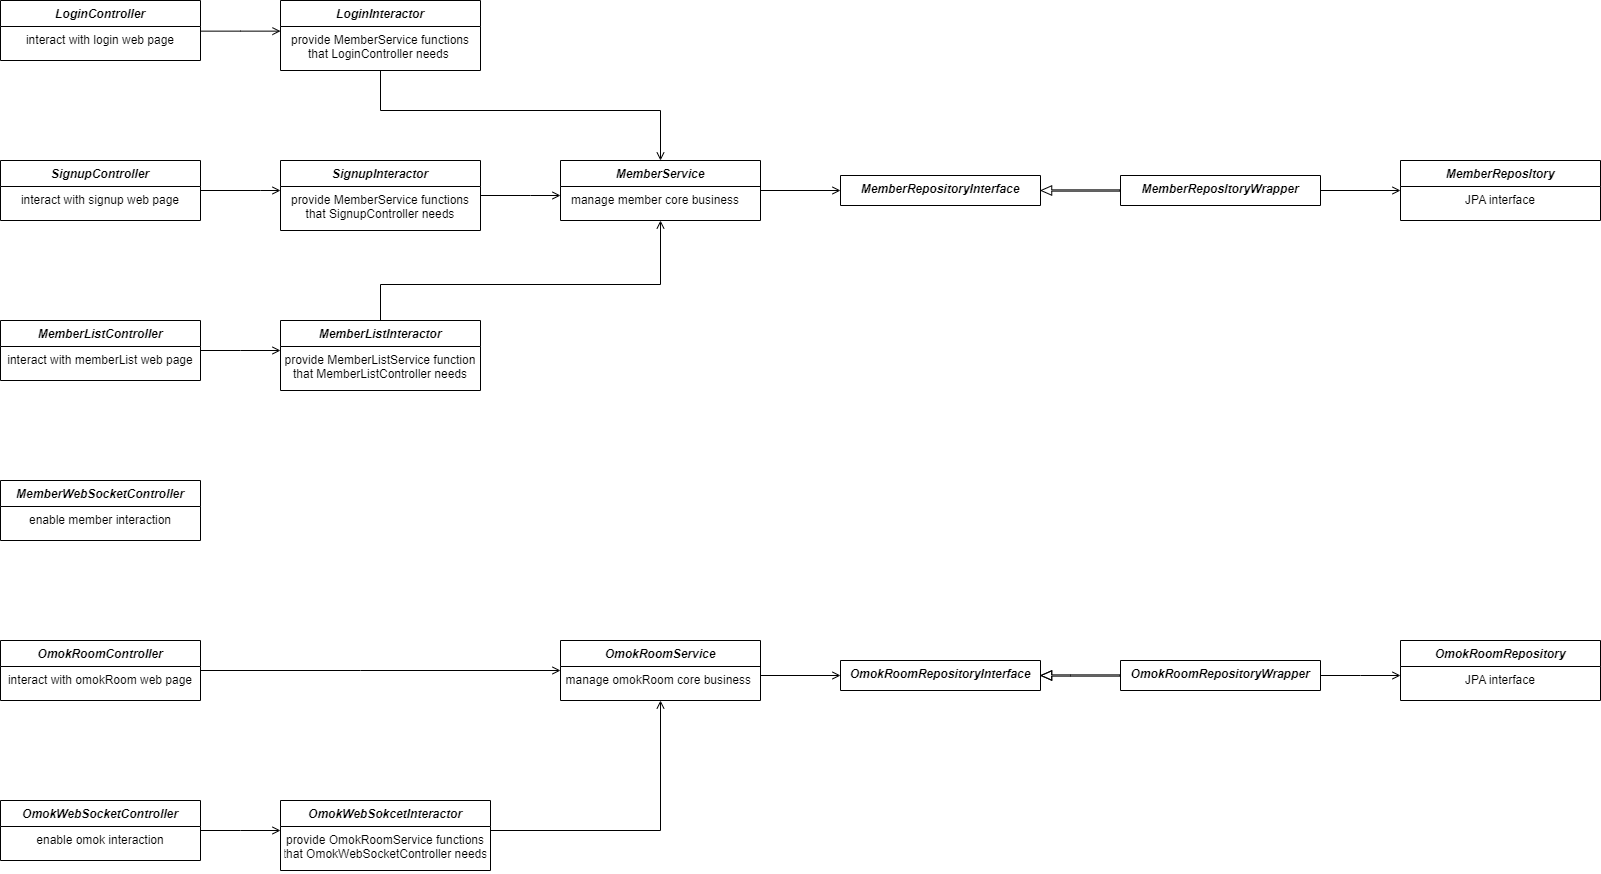 LoginController
interact with login web page
LoginInteractor
provide MemberService functions
that LoginController needs
SignupController
interact with signup web page
SignupInteractor
provide MemberService functions
that SignupController needs
MemberService
manage member core business
MemberRepositoryInterface
MemberRepositoryWrapper
MemberRepository
JPA interface
MemberListController
interact with memberList web page
MemberListInteractor
provide MemberListService function
that MemberListController needs
MemberWebSocketController
enable member interaction
OmokRoomController
interact with omokRoom web page
OmokRoomService
manage omokRoom core business
OmokRoomRepositoryInterface
OmokRoomRepositoryWrapper
OmokRoomRepository
JPA interface
OmokWebSocketController
enable omok interaction
OmokWebSokcetInteractor
provide OmokRoomService functions
that OmokWebSocketController needs